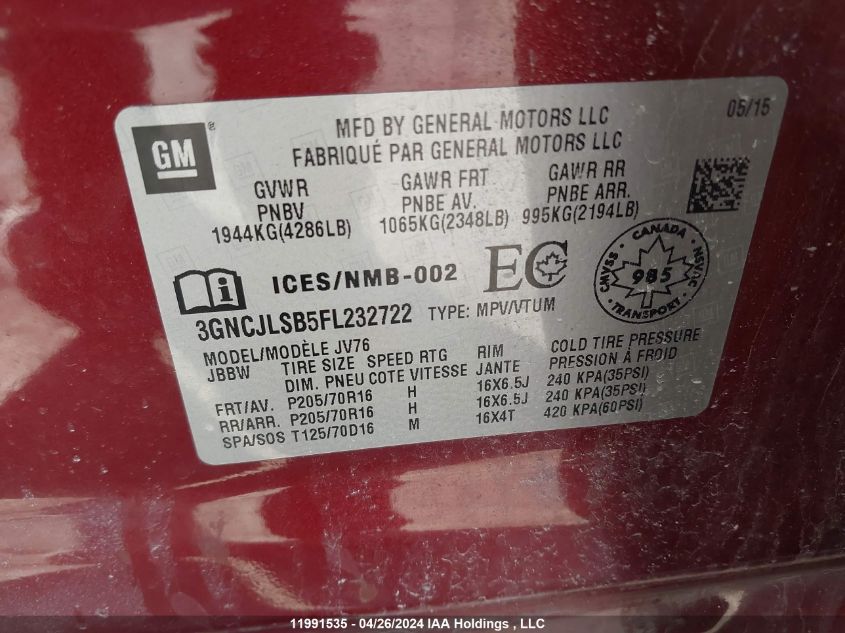 GM
®
MFD BY GENERAL MOTORS LLC
FABRIQUÉ PAR GENERAL MOTORS LLC
05/15
GVWR GAWR FRT GAWR RR
PNBV PNBE AV. PNBE ARR.
1944KG(4286LB) 1065KG(2348LB) 995KG(2194LB)
i ICES/NMB-002 EC
CANADA
CMVSS 985 NSVAC
TRANSPORT
3GNCJLSB5FL232722 TYPE: MPV/VTUM
MODEL/MODÈLE JV76
JBBW TIRE SIZE SPEED RTG RIM COLD TIRE PRESSURE
DIM. PNEU COTE VITESSE JANTE PRESSION À FROID
FRT/AV. P205/70R16 H 16X6.5J 240 KPA(35PSI)
RR/ARR. P205/70R16 H 16X6.5J 240 KPA(35PSI)
SPA/SOS T125/70D16 M 16X4T 420 KPA(60PSI)
11991535 - 04/26/2024 IAA Holdings , LLC